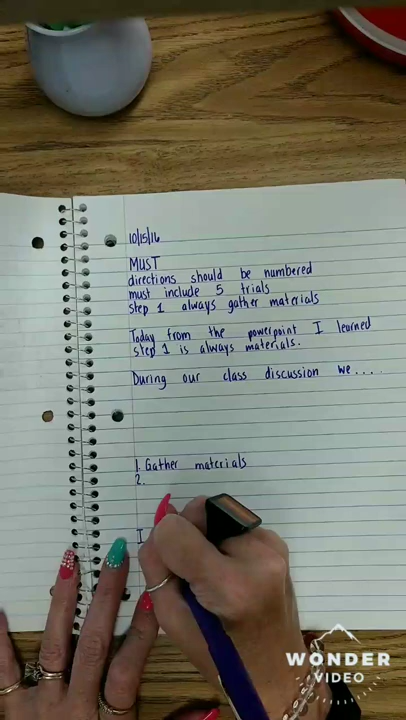 10/15/16
MUST
directions should be numbered
must include 5 trials
step 1 always gather materials
Today from the powerpoint I learned
step 1 is always materials.
During our class discussion we....
1. Gather materials
2.
I
WONDER
VIDEO